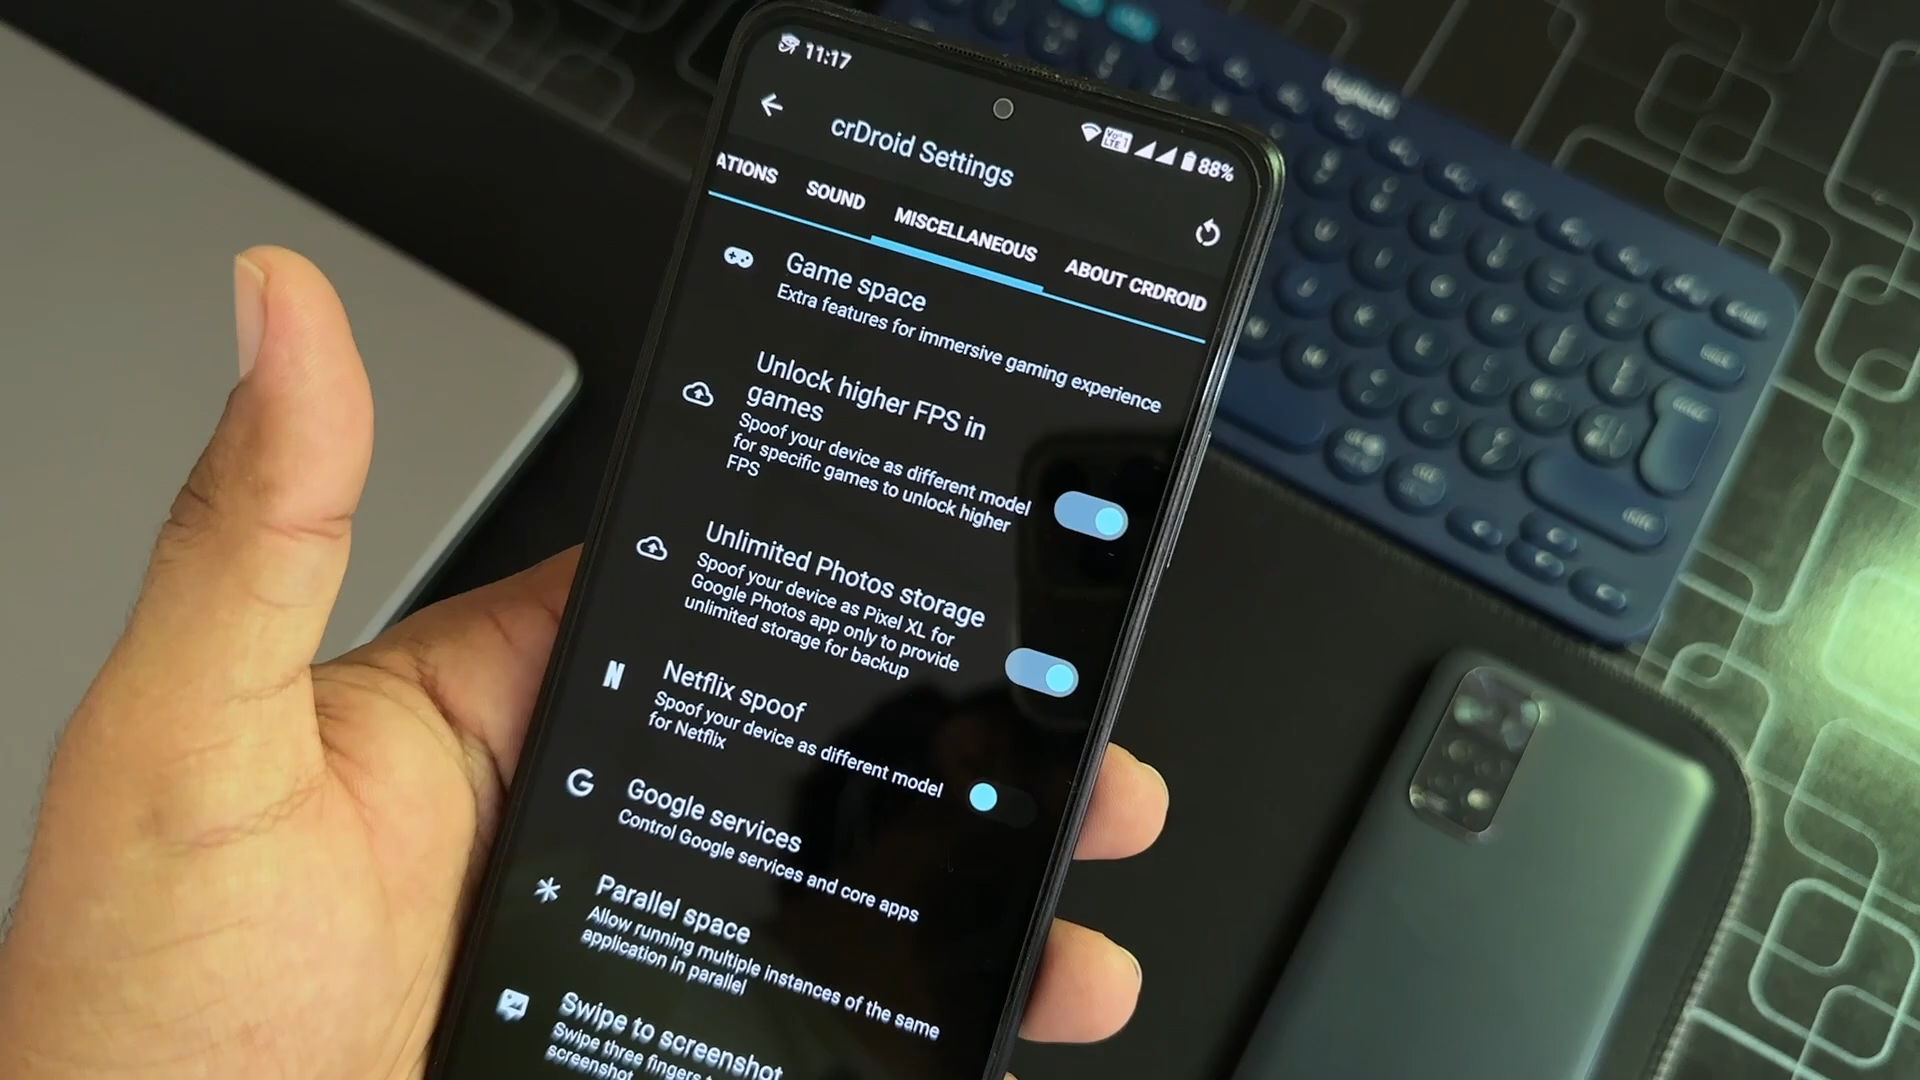 11:17
Vo
LTE
88%
crDroid Settings
ATIONS SOUND MISCELLANEOUS ABOUT CRDROID
Game space
Extra features for immersive gaming experience
Unlock higher FPS in
games
Spoof your device as different model
for specific games to unlock higher
FPS
Unlimited Photos storage
Spoof your device as Pixel XL for
Google Photos app only to provide
unlimited storage for backup
N
Netflix spoof
Spoof your device as different model
for Netflix
G
Google services
Control Google services and core apps
Parallel space
Allow running multiple instances of the same
application in parallel
Swipe to screenshot
Swipe three fingers
screenshot
logitech